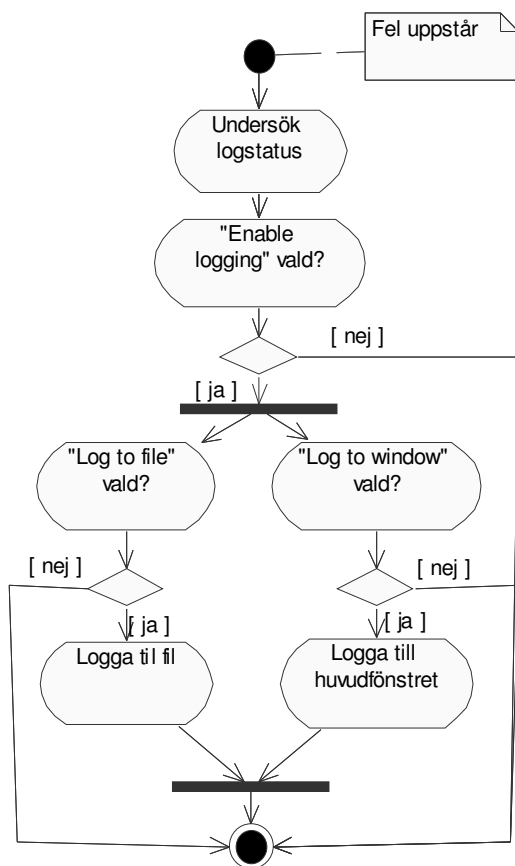 Fel uppstår
Undersök
logstatus
"Enable
logging" vald?
[ nej ]
[ ja ]
"Log to file"
vald?
"Log to window"
vald?
[ nej ]
[ nej ]
[ ja ]
[ ja ]
Logga til fil
Logga till
huvudfönstret